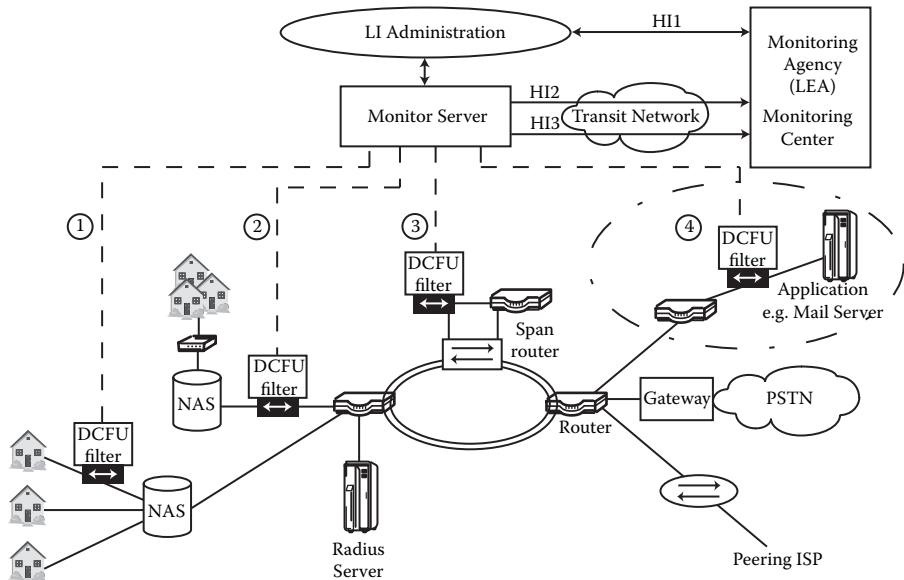 LI Administration
HI1
Monitoring
Agency
(LEA)
Monitoring
Center
Monitor Server
HI2
HI3
Transit Network
1
2
3
4
DCFU
filter
DCFU
filter
Application
e.g. Mail Server
Span
router
DCFU
filter
NAS
Router
Gateway
PSTN
DCFU
filter
NAS
Radius
Server
Peering ISP